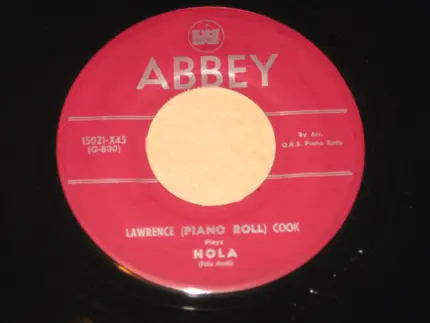 ABBEY
15021-X45
(G-830)
By Arr.
Q.R.S. Piano Rolls
LAWRENCE (PIANO ROLL) COOK
Plays
NOLA
(Felix Arndt)